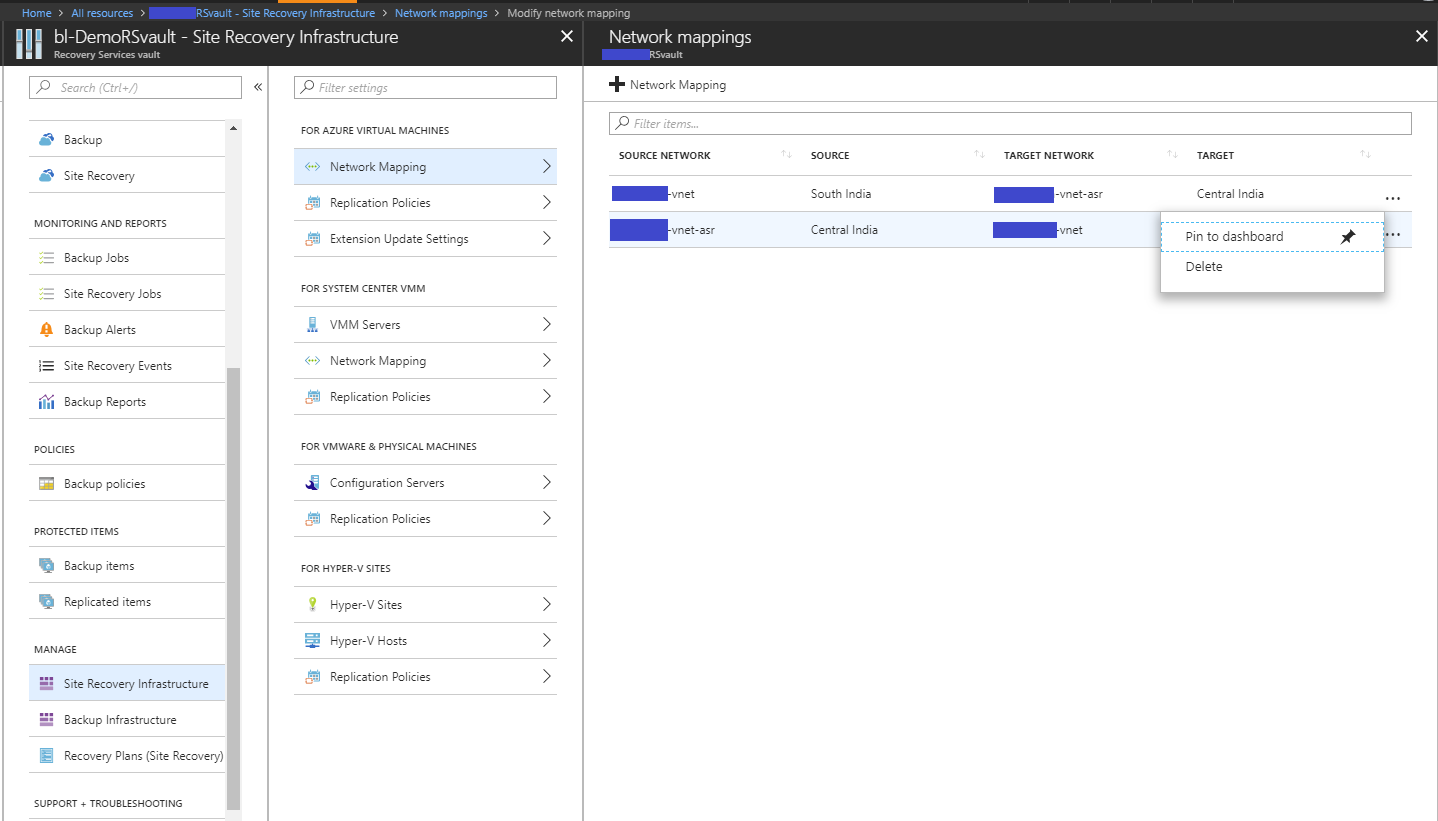 Home > All resources > RSvault - Site Recovery Infrastructure > Network mappings > Modify network mapping
bl-DemoRSvault - Site Recovery Infrastructure
Recovery Services vault
Search (Ctrl+/)
Backup
Site Recovery
MONITORING AND REPORTS
Backup Jobs
Site Recovery Jobs
Backup Alerts
Site Recovery Events
Backup Reports
POLICIES
Backup policies
PROTECTED ITEMS
Backup items
Replicated items
MANAGE
Site Recovery Infrastructure
Backup Infrastructure
Recovery Plans (Site Recovery)
SUPPORT + TROUBLESHOOTING
Filter settings
FOR AZURE VIRTUAL MACHINES
Network Mapping
Replication Policies
Extension Update Settings
FOR SYSTEM CENTER VMM
VMM Servers
Network Mapping
Replication Policies
FOR VMWARE & PHYSICAL MACHINES
Configuration Servers
Replication Policies
FOR HYPER-V SITES
Hyper-V Sites
Hyper-V Hosts
Replication Policies
Network mappings
RSvault
Network Mapping
Filter items...
SOURCE NETWORK SOURCE TARGET NETWORK TARGET
-vnet South India -vnet-asr Central India ...
-vnet-asr Central India -vnet ...
Pin to dashboard
Delete